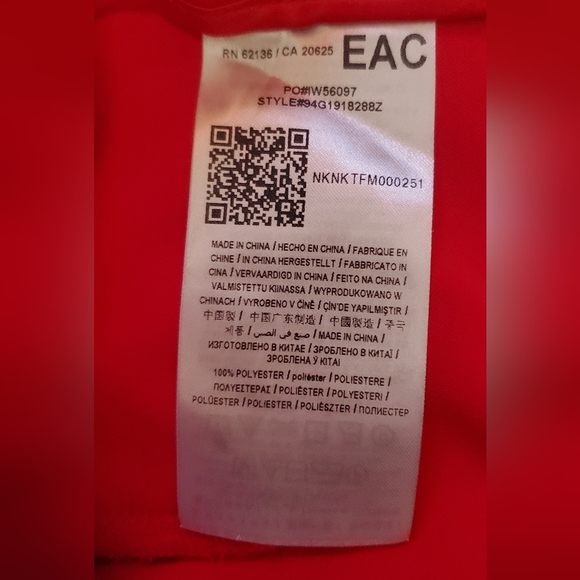 RN 62136 / CA 20625 EAC
PO#IW56097
STYLE#94G1918288Z
NKNKTFM000251
MADE IN CHINA / HECHO EN CHINA / FABRIQUE EN
CHINE / IN CHINA HERGESTELLT / FABBRICATO IN
CINA / VERVAARDIGD IN CHINA / FEITO NA CHINA /
VALMISTETTU KIINASSA / WYPRODUKOWANO W
CHINACH / VYROBENO V ČÍNĚ / ÇİN'DE YAPILMIŞTIR /
中国製 / 中国广东制造 / 中國製造 / 중국
제품 / صنع في الصين / MADE IN CHINA /
ИЗГОТОВЛЕНО В КИТАЕ / ЗРОБЛЕНО В КИТАЇ /
ЗРОБЛЕНА Ў КІТАІ
100% POLYESTER / poliéster / POLIESTERE /
ΠΟΛΥΕΣΤΕΡΑΣ / POLIÉSTER / POLYESTERI /
POLÜESTER / POLIESTER / POLIÉSZTER / ПОЛИЕСТЕР